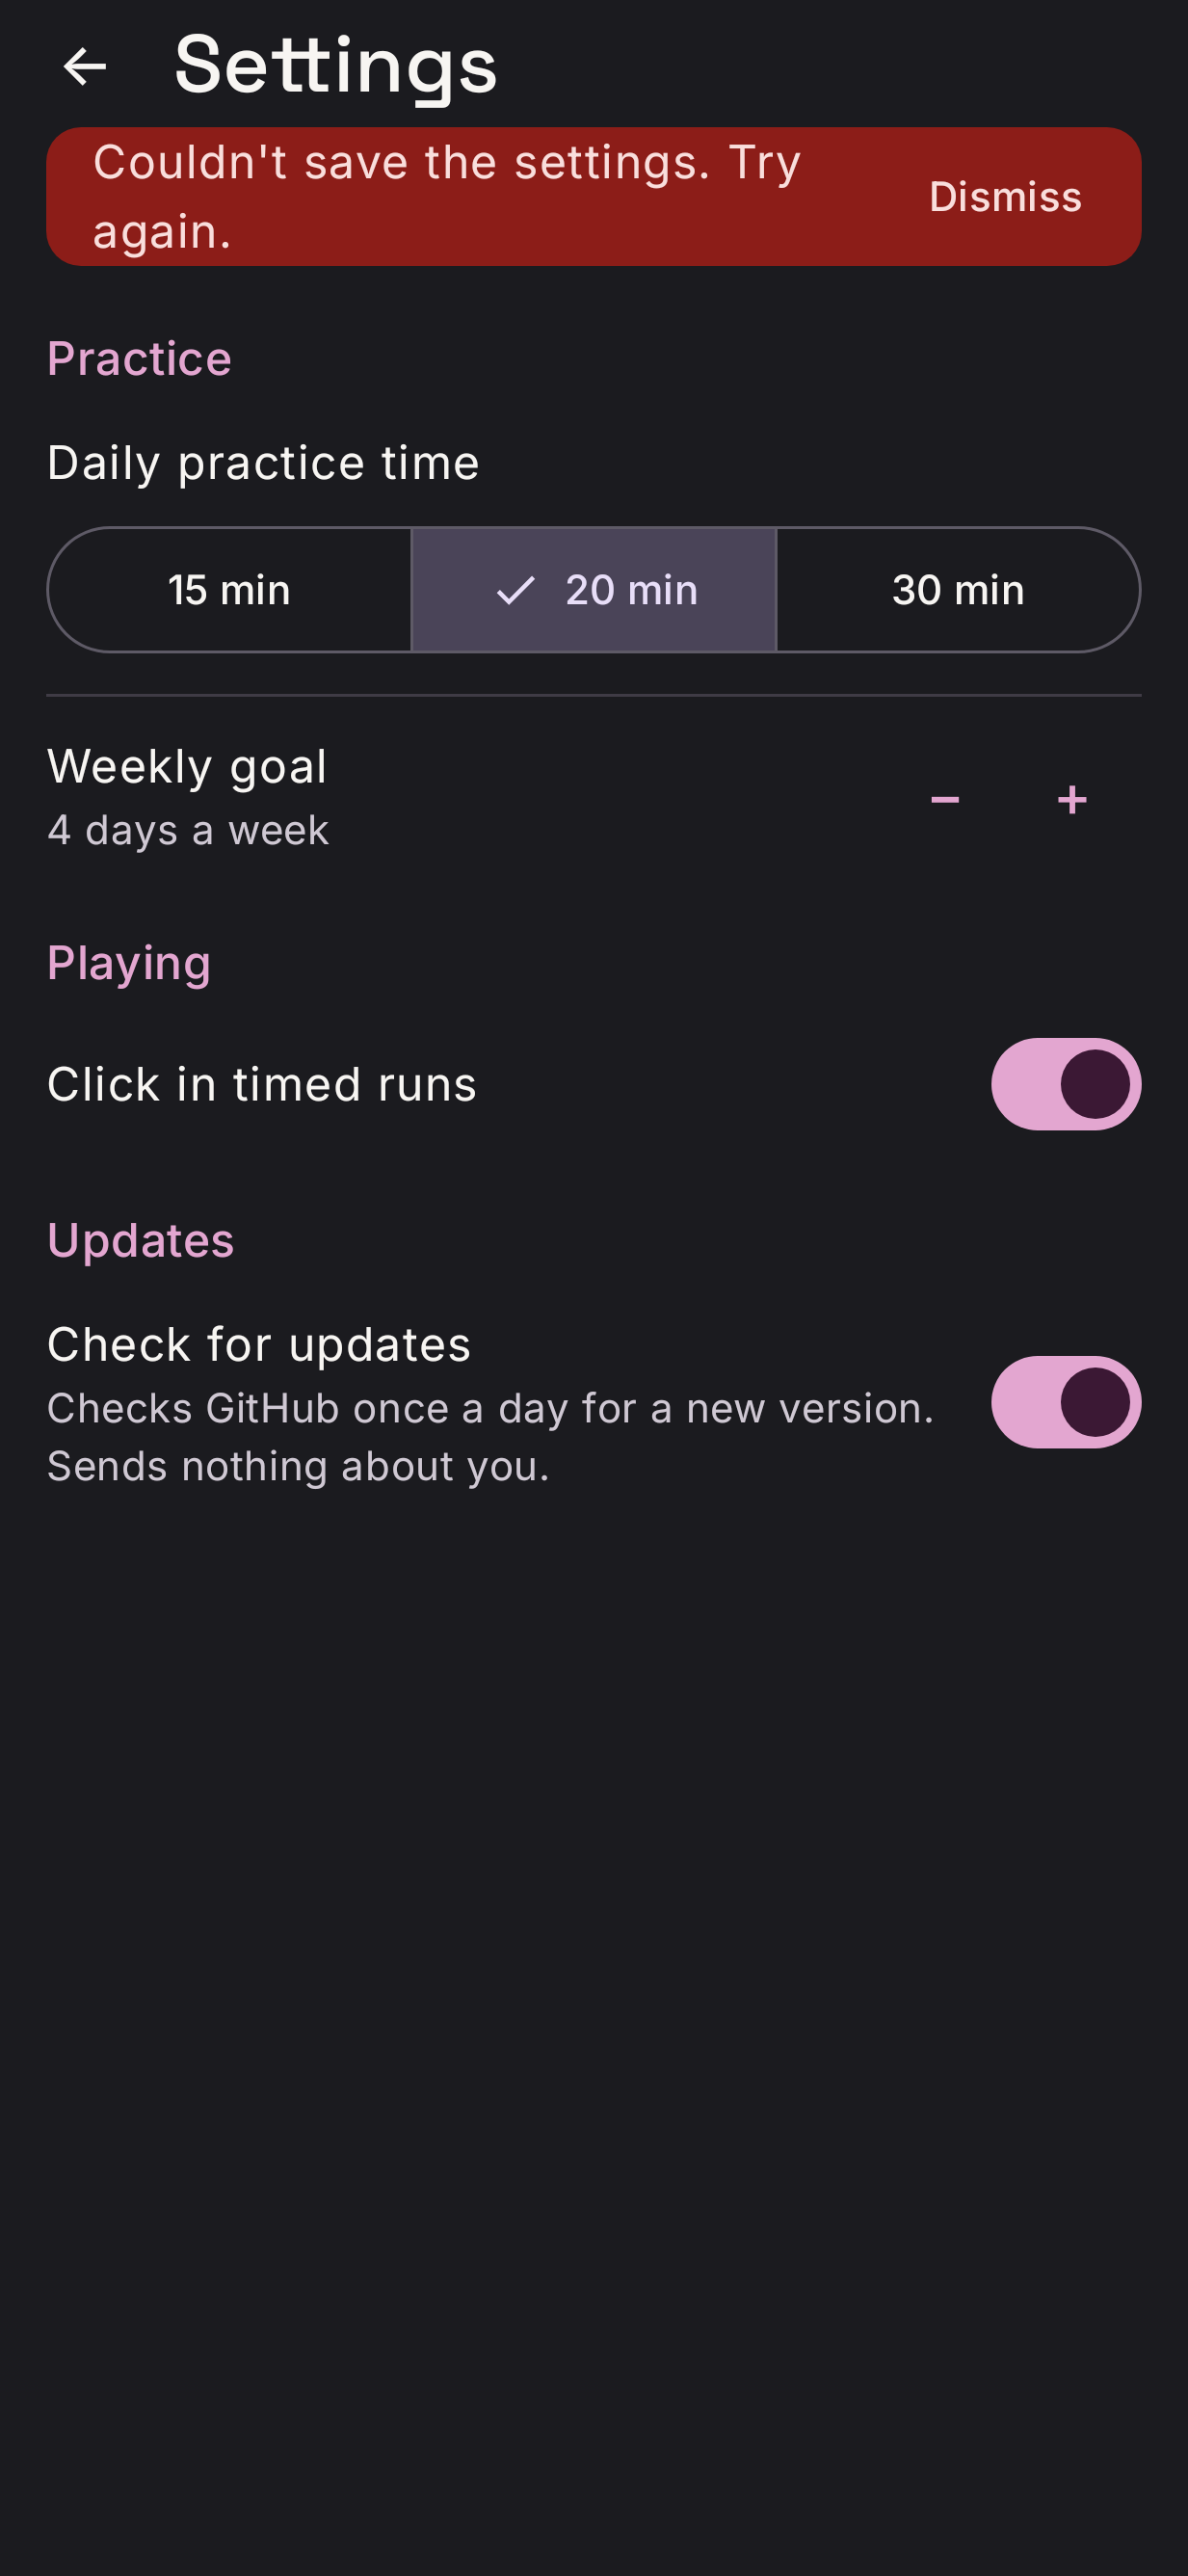 Settings
Couldn't save the settings. Try
again.
Dismiss
Practice
Daily practice time
15 min
20 min
30 min
Weekly goal
4 days a week
− +
Playing
Click in timed runs
Updates
Check for updates
Checks GitHub once a day for a new version.
Sends nothing about you.